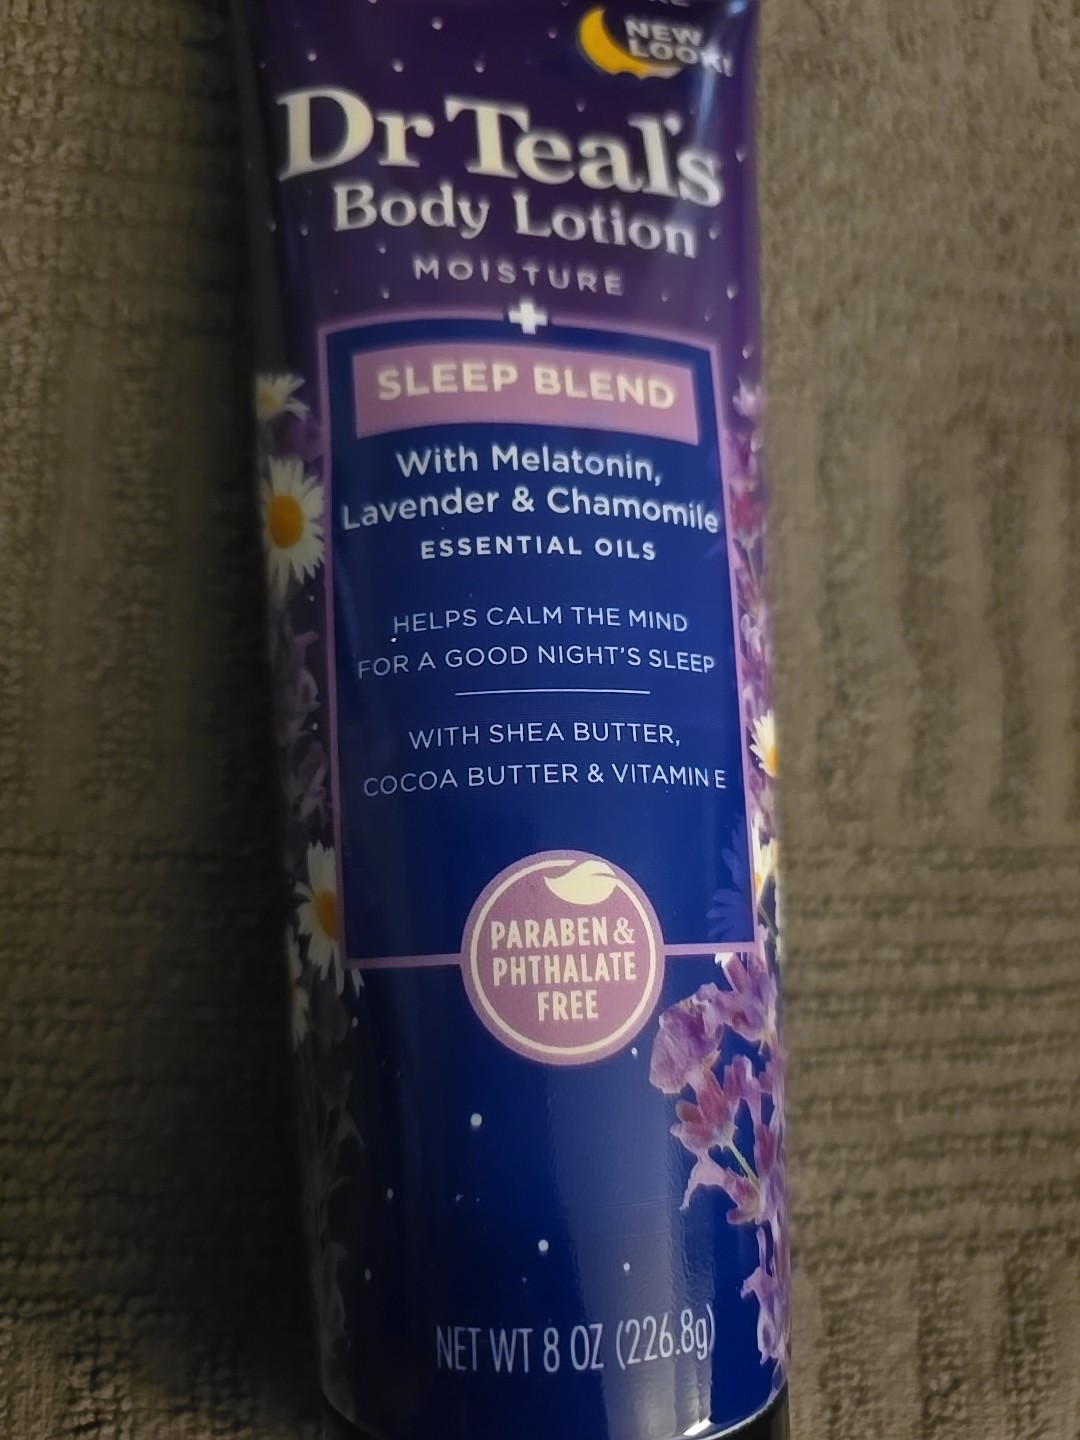 NEW
LOOK!
Dr Teal's
Body Lotion
MOISTURE
+
SLEEP BLEND
With Melatonin,
Lavender & Chamomile
ESSENTIAL OILS
HELPS CALM THE MIND
FOR A GOOD NIGHT'S SLEEP
WITH SHEA BUTTER,
COCOA BUTTER & VITAMIN E
PARABEN &
PHTHALATE
FREE
NET WT 8 OZ (226.8g)